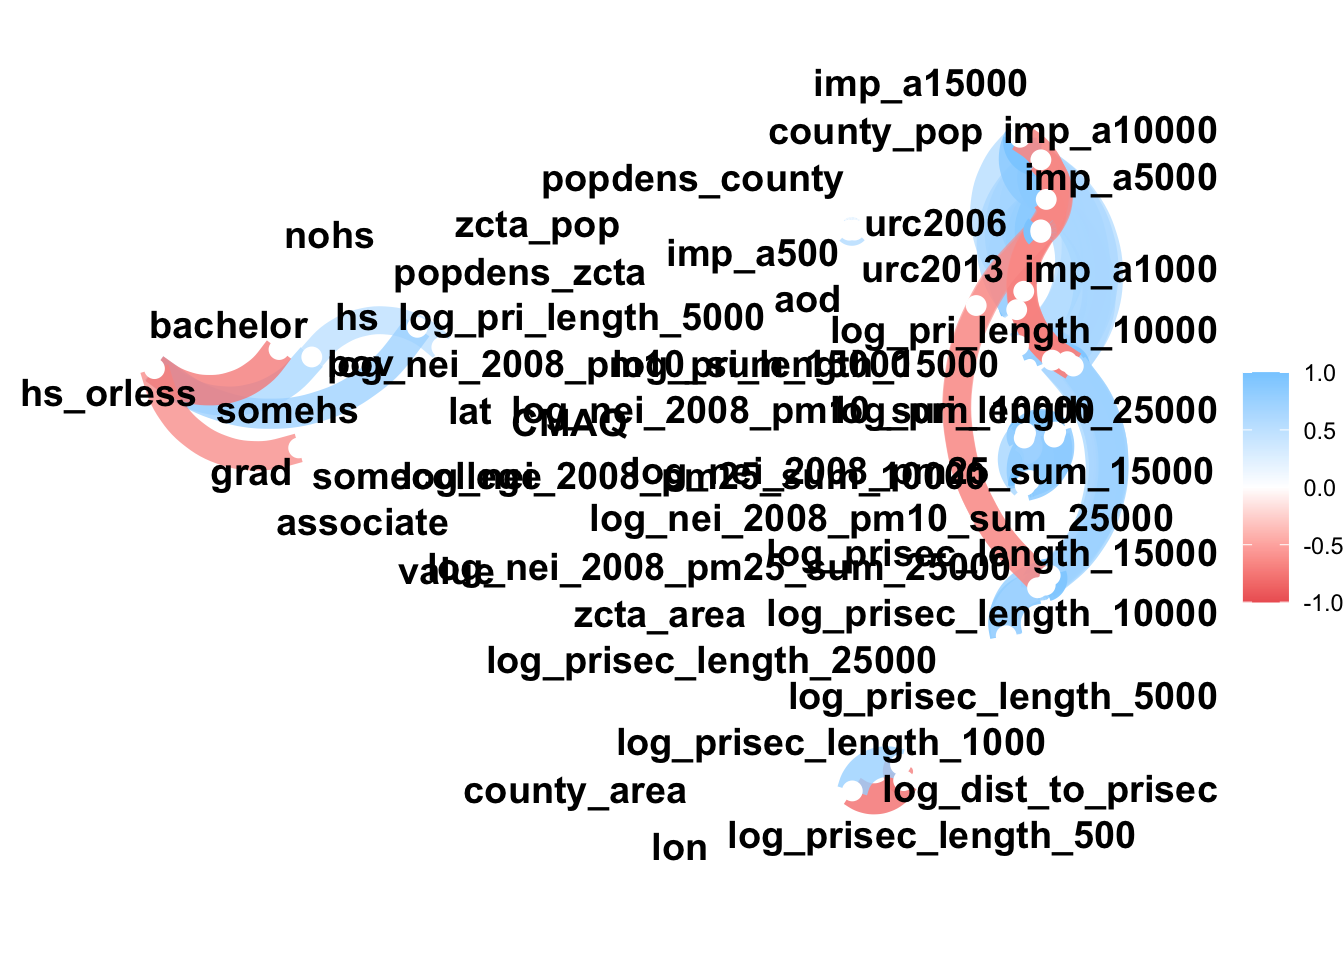 imp_a15000
county_pop
imp_a10000
popdens_county
imp_a5000
zcta_pop
urc2006
nohs
imp_a500
popdens_zcta
urc2013
imp_a1000
aod
bachelor
hs
log_pri_length_5000
log_pri_length_10000
pov
log_nei_2008_pm10_sum_15000
log_pri_length_15000
1.0
hs_orless
somehs
lat
CMAQ
log_nei_2008_pm10_sum_10000
log_pri_length_25000
0.5
grad
somecollege
log_nei_2008_pm25_sum_10000
log_nei_2008_pm25_sum_15000
0.0
associate
log_nei_2008_pm10_sum_25000
-0.5
value
log_nei_2008_pm25_sum_25000
log_prisec_length_15000
-1.0
zcta_area
log_prisec_length_10000
log_prisec_length_25000
log_prisec_length_5000
log_prisec_length_1000
county_area
log_dist_to_prisec
lon
log_prisec_length_500